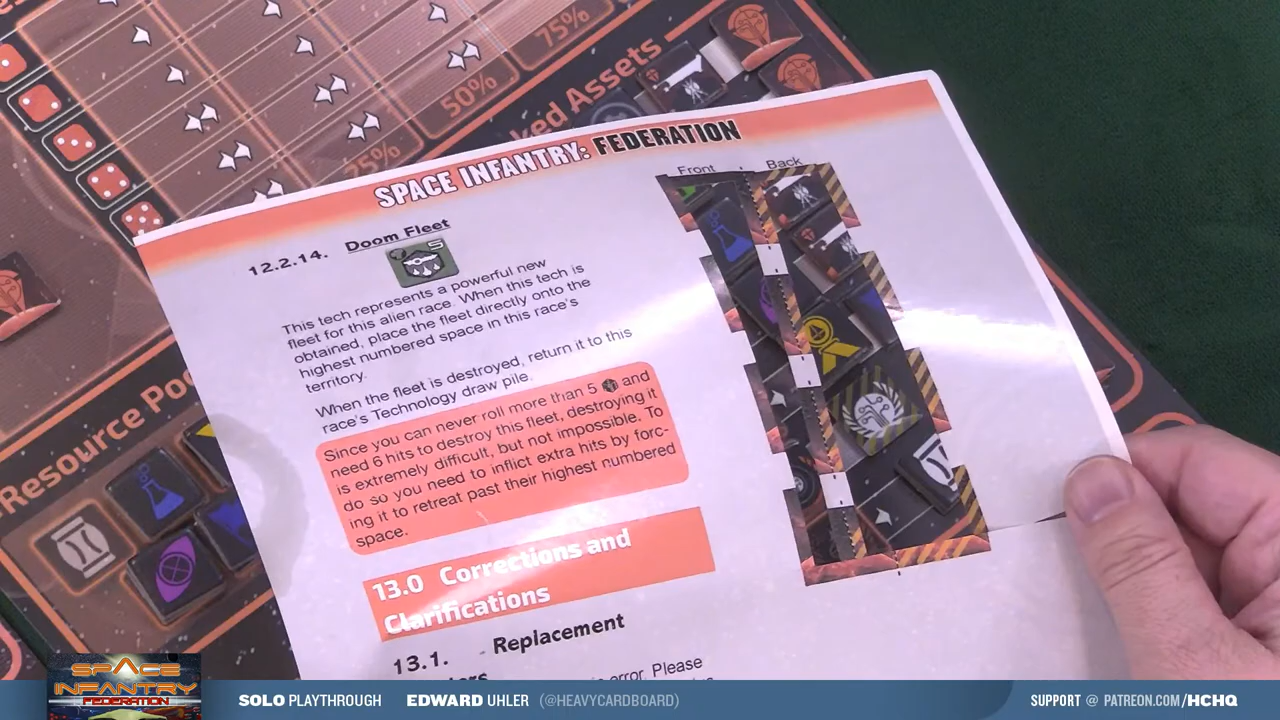 75%
50%
25%
ked Assets
SPACE INFANTRY: FEDERATION
Front
Back
12.2.14. Doom Fleet
5
This tech represents a powerful new
fleet for this alien race. When this tech is
obtained, place the fleet directly onto the
highest numbered space in this race's
territory.
When the fleet is destroyed, return it to this
race's Technology draw pile.
Since you can never roll more than 5 and
need 6 hits to destroy this fleet, destroying it
is extremely difficult, but not impossible. To
do so you need to inflict extra hits by forc-
ing it to retreat past their highest numbered
space.
13.0 Corrections and
Clarifications
13.1. Replacement
error. Please
Resource Poo
SPACE
INFANTRY
FEDERATION
SOLO PLAYTHROUGH
EDWARD UHLER (@HEAVYCARDBOARD)
SUPPORT @ PATREON.COM/HCHQ